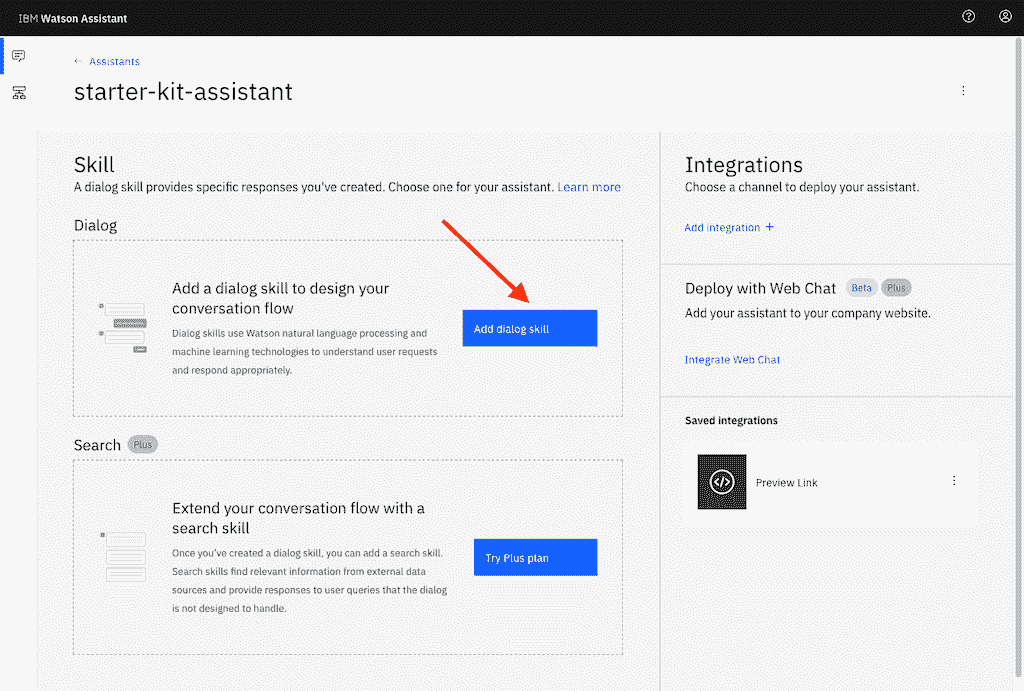 IBM Watson Assistant
← Assistants
starter-kit-assistant
Skill
A dialog skill provides specific responses you've created. Choose one for your assistant. Learn more
Dialog
Add a dialog skill to design your
conversation flow
Dialog skills use Watson natural language processing and
machine learning technologies to understand user requests
and respond appropriately.
Add dialog skill
Search Plus
Extend your conversation flow with a
search skill
Once you've created a dialog skill, you can add a search skill.
Search skills find relevant information from external data
sources and provide responses to user queries that the dialog
is not designed to handle.
Try Plus plan
Integrations
Choose a channel to deploy your assistant.
Add integration +
Deploy with Web Chat Beta Plus
Add your assistant to your company website.
Integrate Web Chat
Saved integrations
</> Preview Link